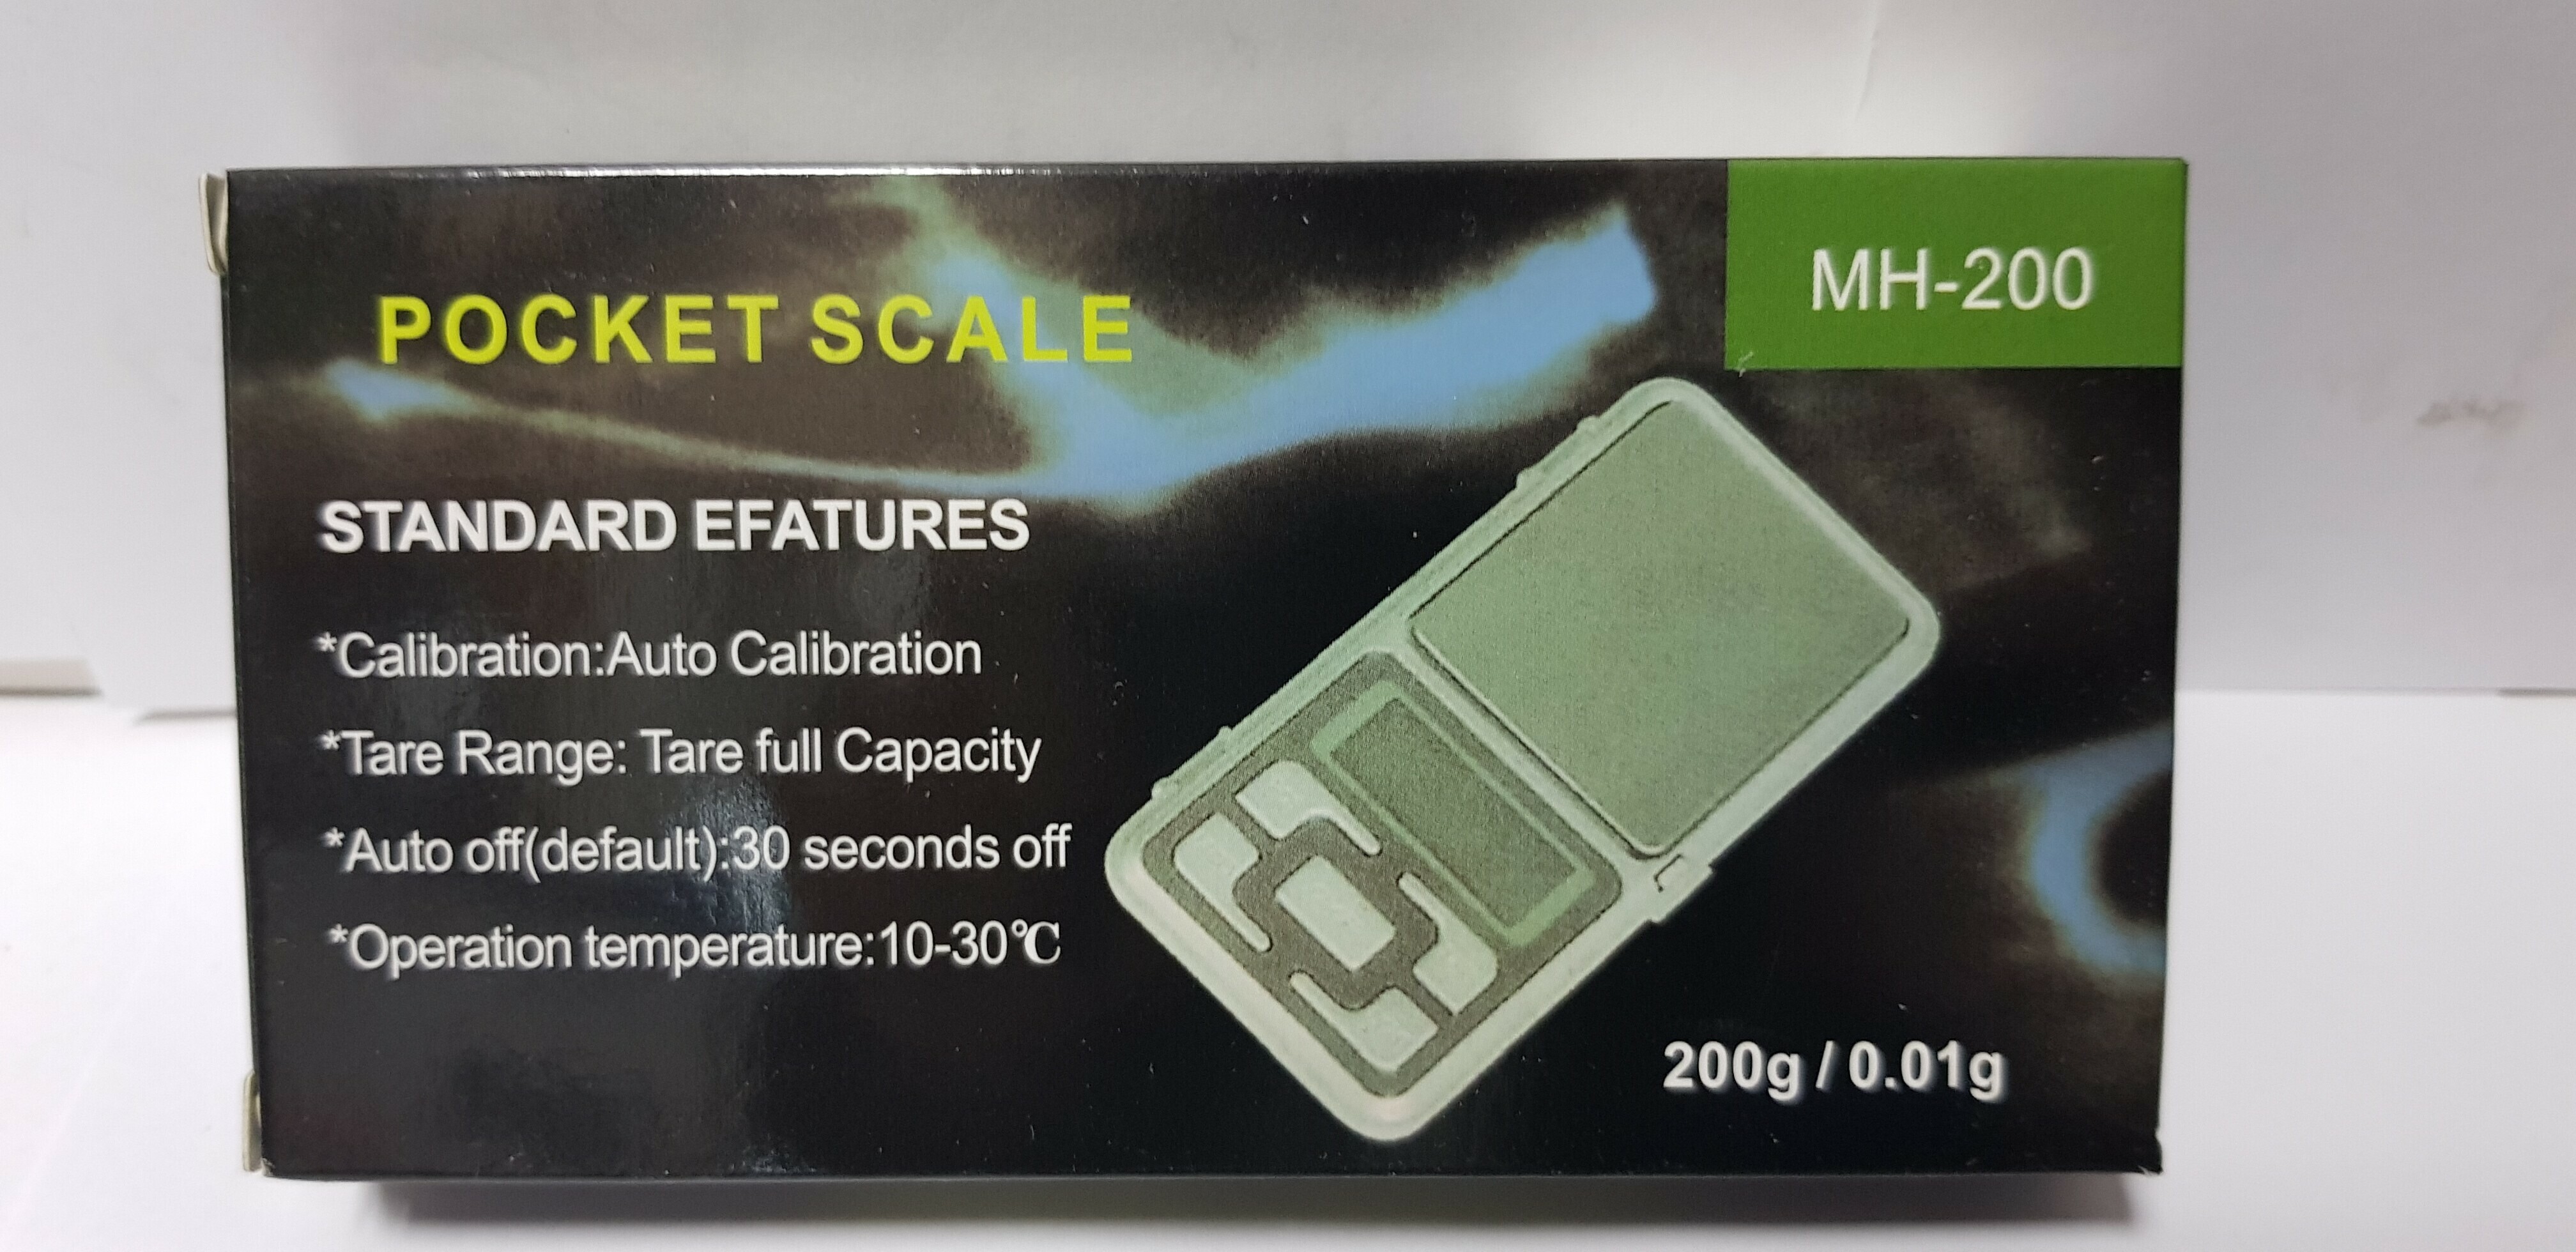 MH-200
POCKET SCALE
STANDARD EFATURES
*Calibration:Auto Calibration
*Tare Range: Tare full Capacity
*Auto off(default):30 seconds off
*Operation temperature:10-30℃
200g / 0.01g